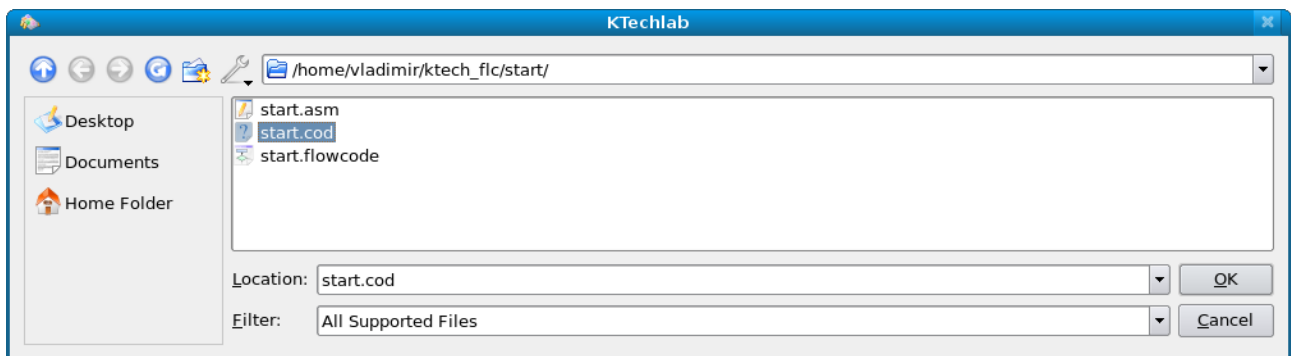 KTechlab
/home/vladimir/ktech_flc/start/
Desktop
Documents
Home Folder
start.asm
start.cod
start.flowcode
Location: start.cod OK
Filter: All Supported Files Cancel